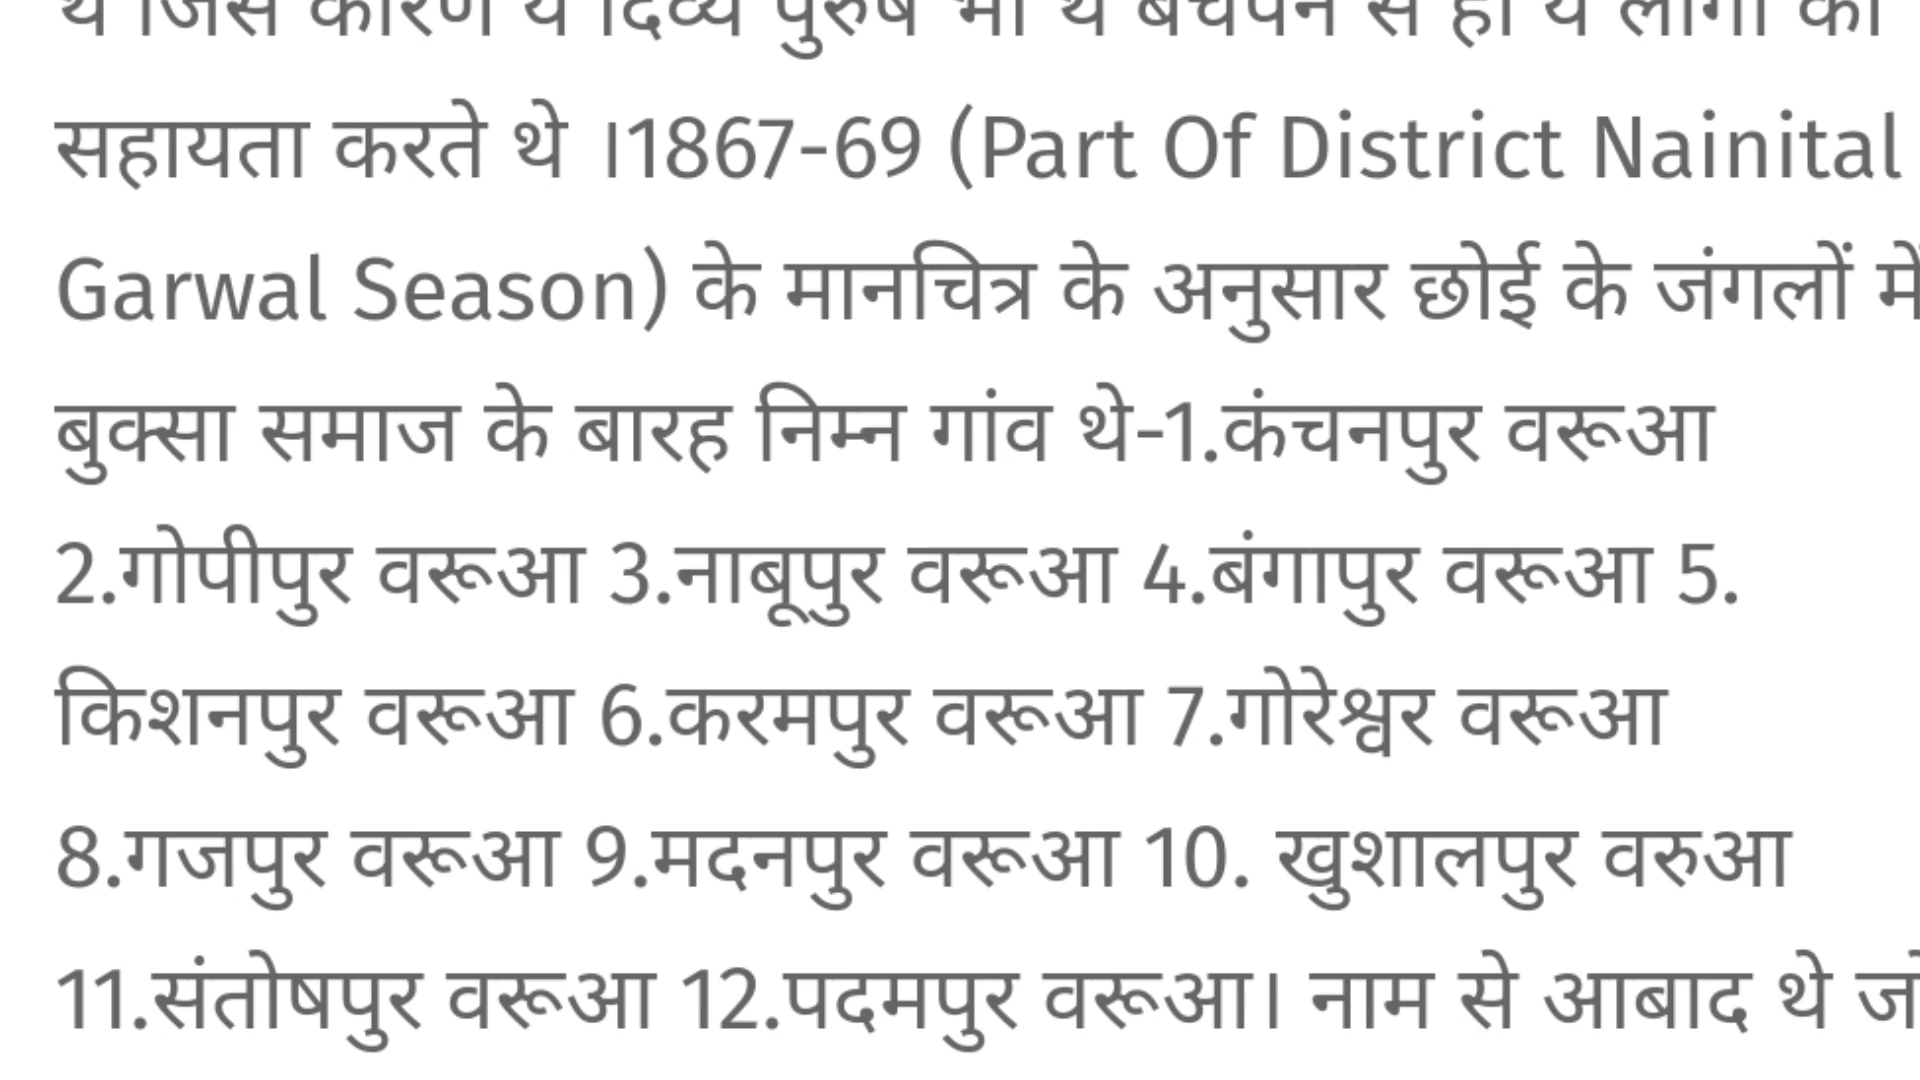 थे जिस कारण ये दिव्य पुरुष भी थे बचपन से ही ये लोगों की
सहायता करते थे ।1867-69 (Part Of District Nainital
Garwal Season) के मानचित्र के अनुसार छोई के जंगलों में
बुक्सा समाज के बारह निम्न गांव थे-1.कंचनपुर वरूआ
2.गोपीपुर वरूआ 3.नाबूपुर वरूआ 4.बंगापुर वरूआ 5.
किशनपुर वरूआ 6.करमपुर वरूआ 7.गोरेश्वर वरूआ
8.गजपुर वरूआ 9.मदनपुर वरूआ 10. खुशालपुर वरुआ
11.संतोषपुर वरूआ 12.पदमपुर वरूआ। नाम से आबाद थे जो